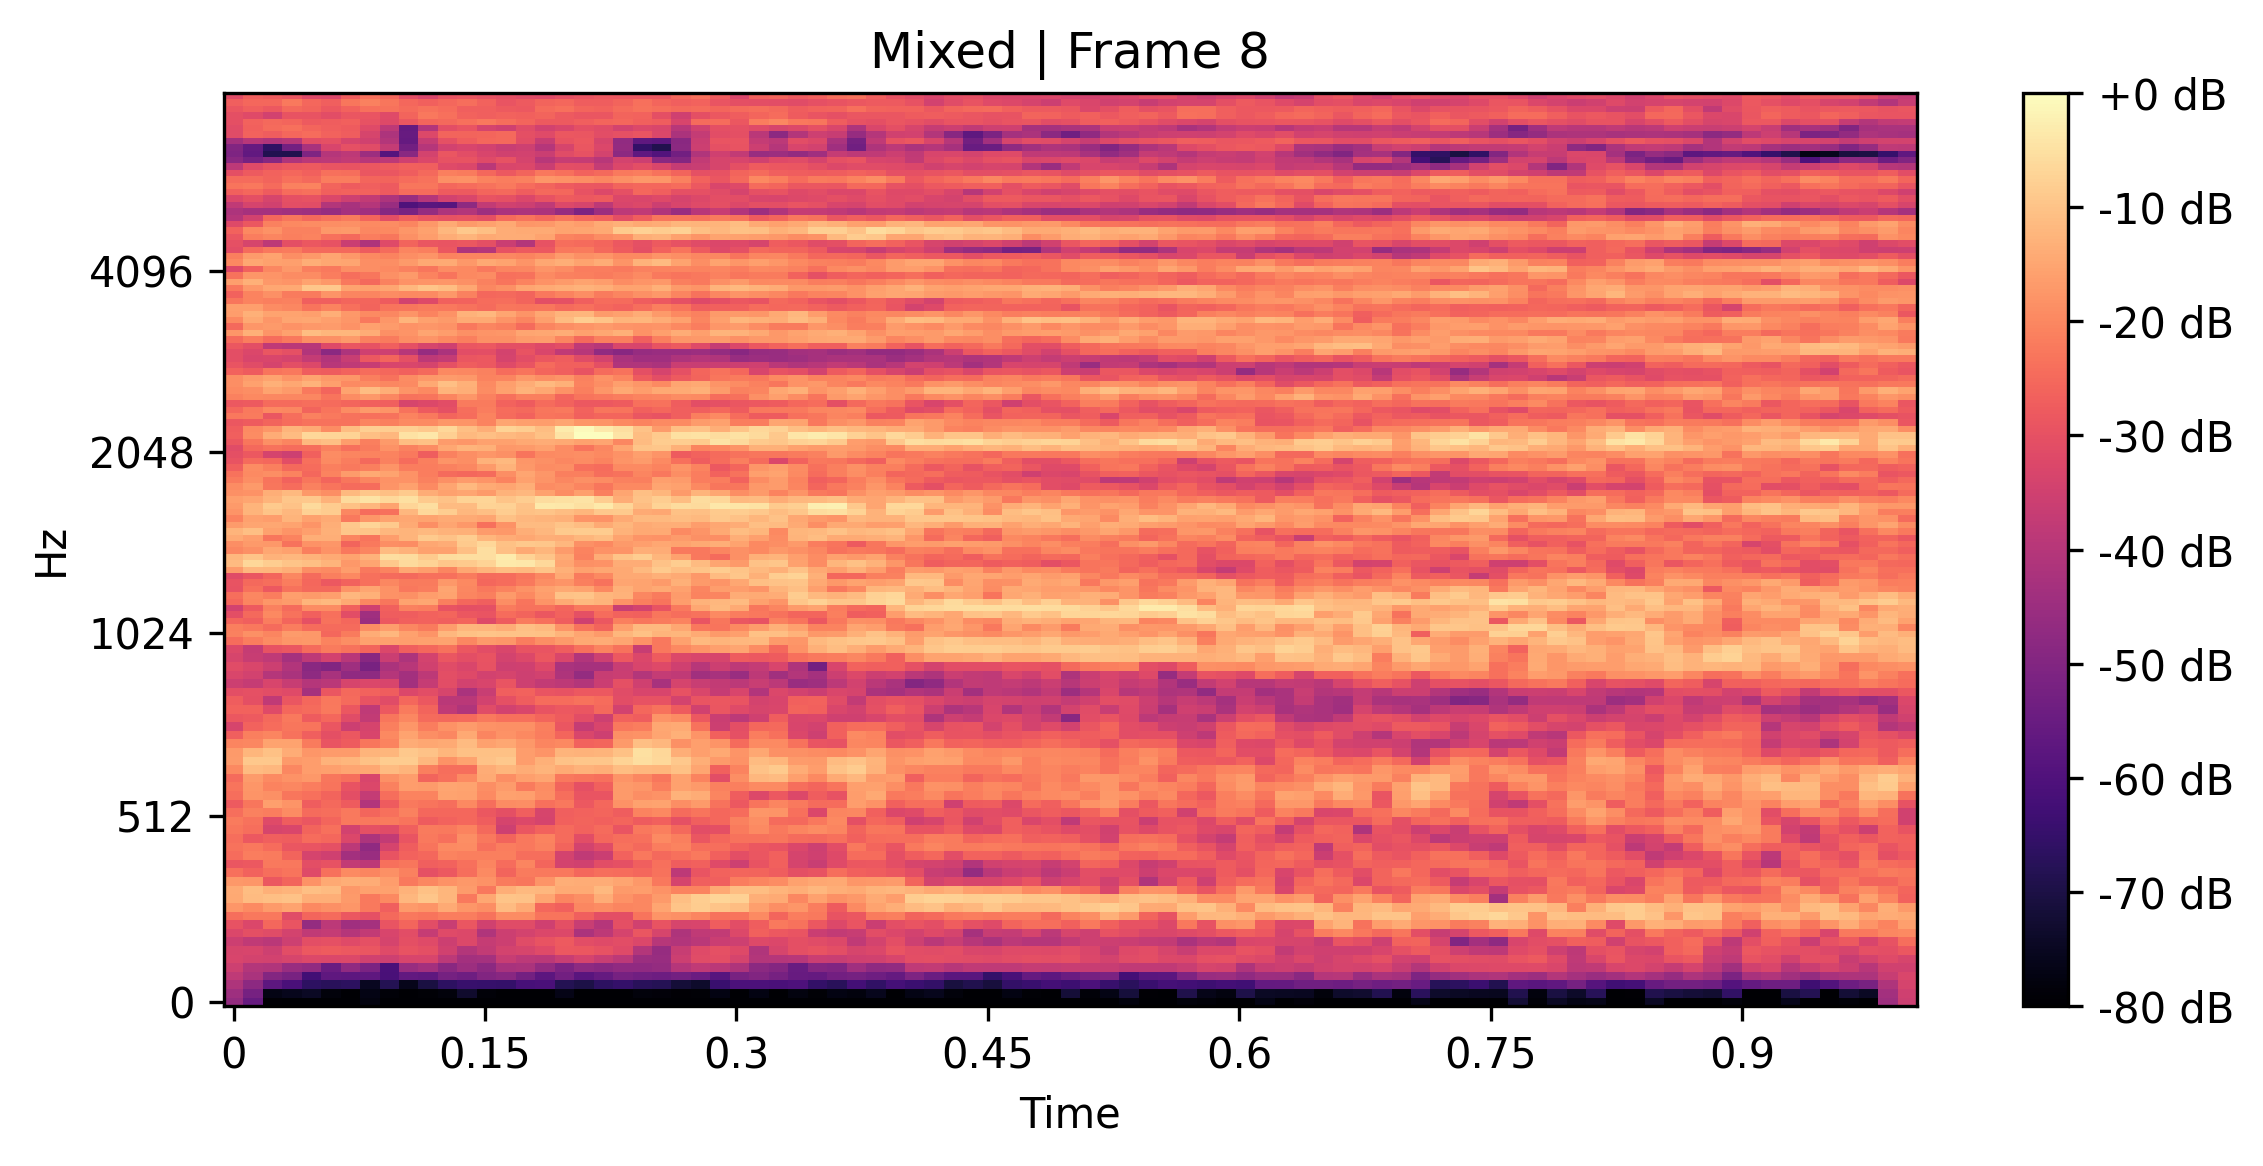 Mixed | Frame 8
Hz
4096
2048
1024
512
0
0 0.15 0.3 0.45 0.6 0.75 0.9
Time
+0 dB
-10 dB
-20 dB
-30 dB
-40 dB
-50 dB
-60 dB
-70 dB
-80 dB